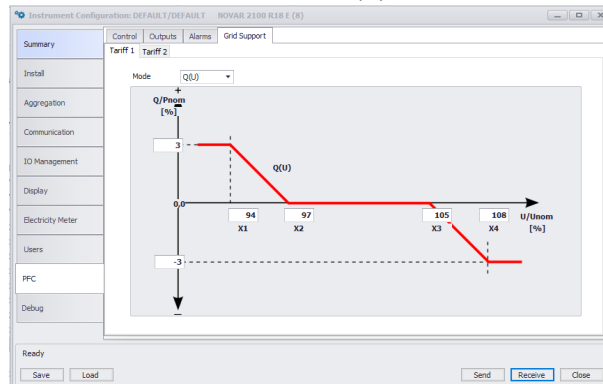 Instrument Configuration: DEFAULT/DEFAULT NOVAR 2100 R18 E (8)
Summary
Install
Aggregation
Communication
IO Management
Display
Electricity Meter
Users
PFC
Debug
Control Outputs Alarms Grid Support
Tariff 1 Tariff 2
Mode Q(U)
+
Q/Pnom
[%]
3
Q(U)
0,0
94 97 105 108 U/Unom
X1 X2 X3 X4 [%]
-3
–
Ready
Save Load Send Receive Close